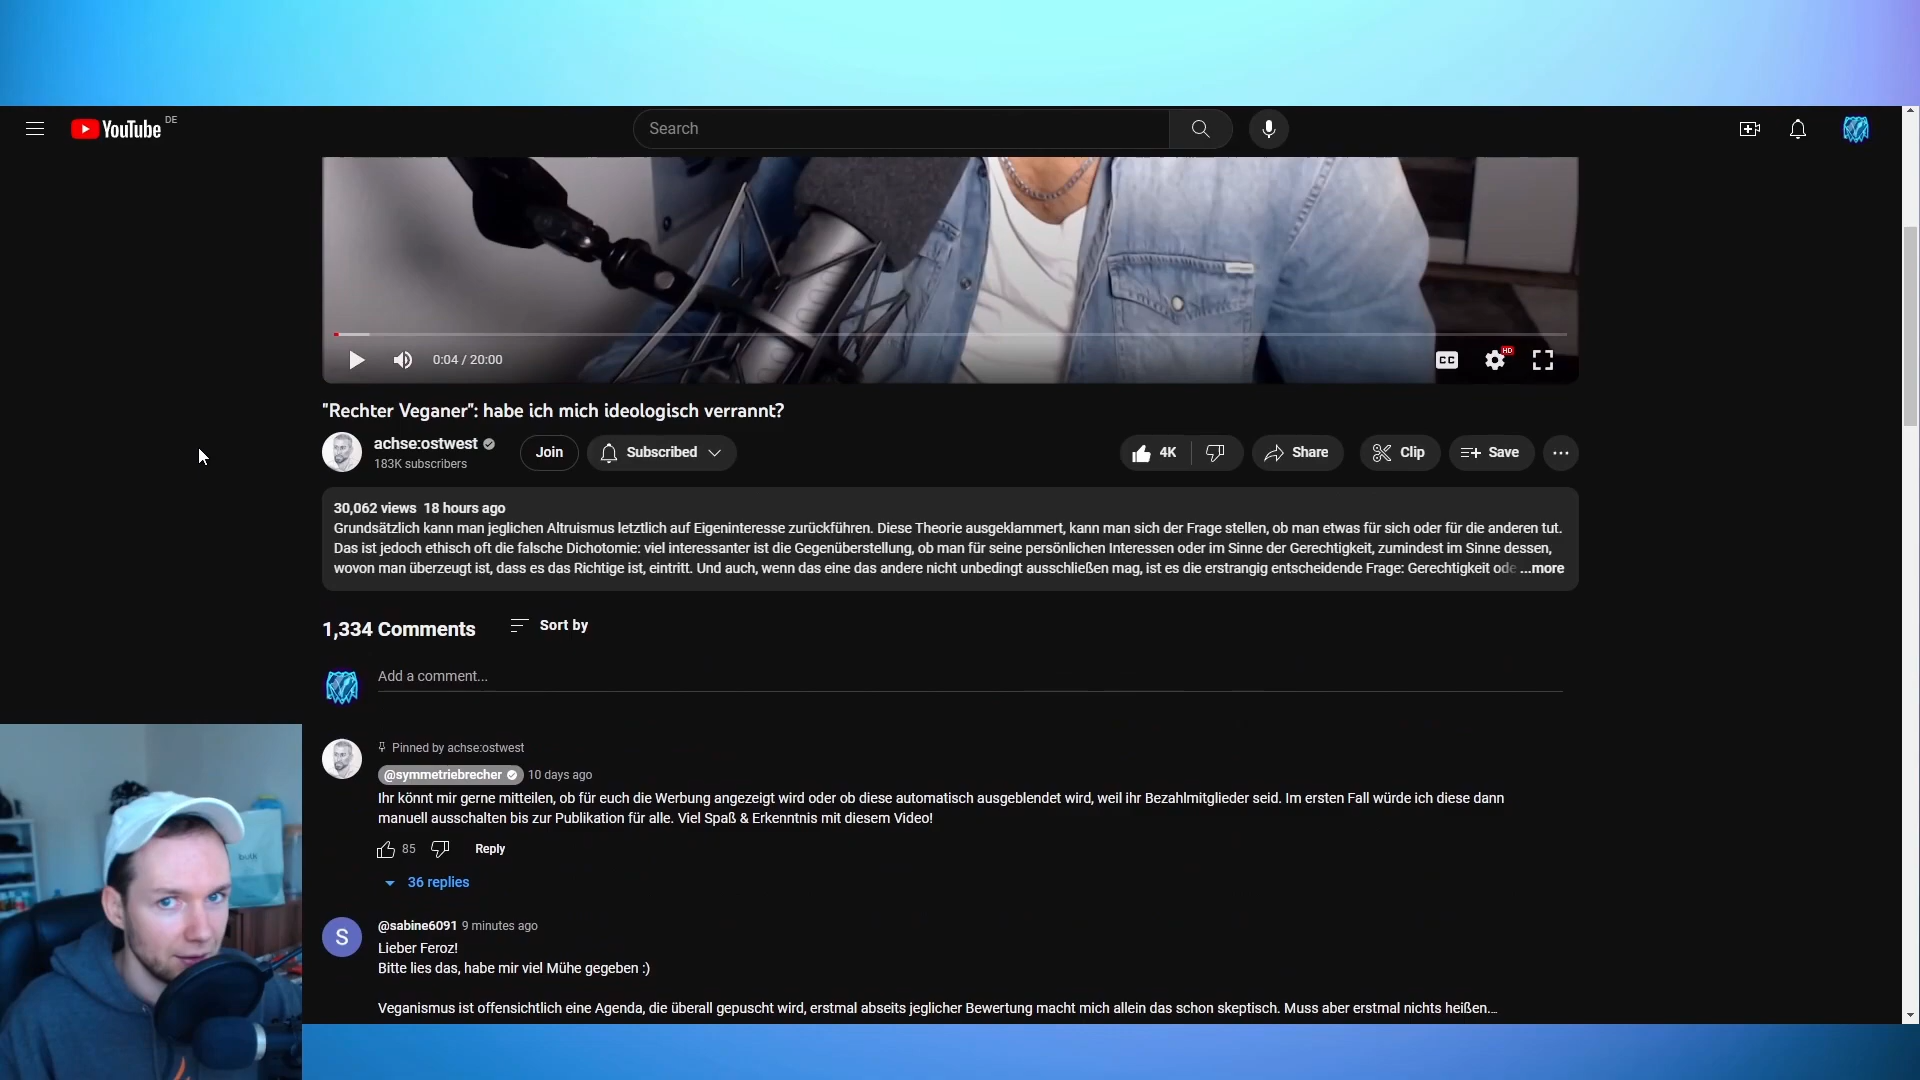 YouTube DE
Search
0:04 / 20:00
CC
HD
"Rechter Veganer": habe ich mich ideologisch verrannt?
achse:ostwest
183K subscribers
Join
Subscribed
4K
Share
Clip
Save
30,062 views 18 hours ago
Grundsätzlich kann man jeglichen Altruismus letztlich auf Eigeninteresse zurückführen. Diese Theorie ausgeklammert, kann man sich der Frage stellen, ob man etwas für sich oder für die anderen tut.
Das ist jedoch ethisch oft die falsche Dichotomie: viel interessanter ist die Gegenüberstellung, ob man für seine persönlichen Interessen oder im Sinne der Gerechtigkeit, zumindest im Sinne dessen,
wovon man überzeugt ist, dass es das Richtige ist, eintritt. Und auch, wenn das eine das andere nicht unbedingt ausschließen mag, ist es die erstrangig entscheidende Frage: Gerechtigkeit ode ...more
1,334 Comments
Sort by
Add a comment...
Pinned by achse:ostwest
@symmetriebrecher 10 days ago
Ihr könnt mir gerne mitteilen, ob für euch die Werbung angezeigt wird oder ob diese automatisch ausgeblendet wird, weil ihr Bezahlmitglieder seid. Im ersten Fall würde ich diese dann
manuell ausschalten bis zur Publikation für alle. Viel Spaß & Erkenntnis mit diesem Video!
85
Reply
36 replies
S
@sabine6091 9 minutes ago
Lieber Feroz!
Bitte lies das, habe mir viel Mühe gegeben :)
Veganismus ist offensichtlich eine Agenda, die überall gepuscht wird, erstmal abseits jeglicher Bewertung macht mich allein das schon skeptisch. Muss aber erstmal nichts heißen....
bulk